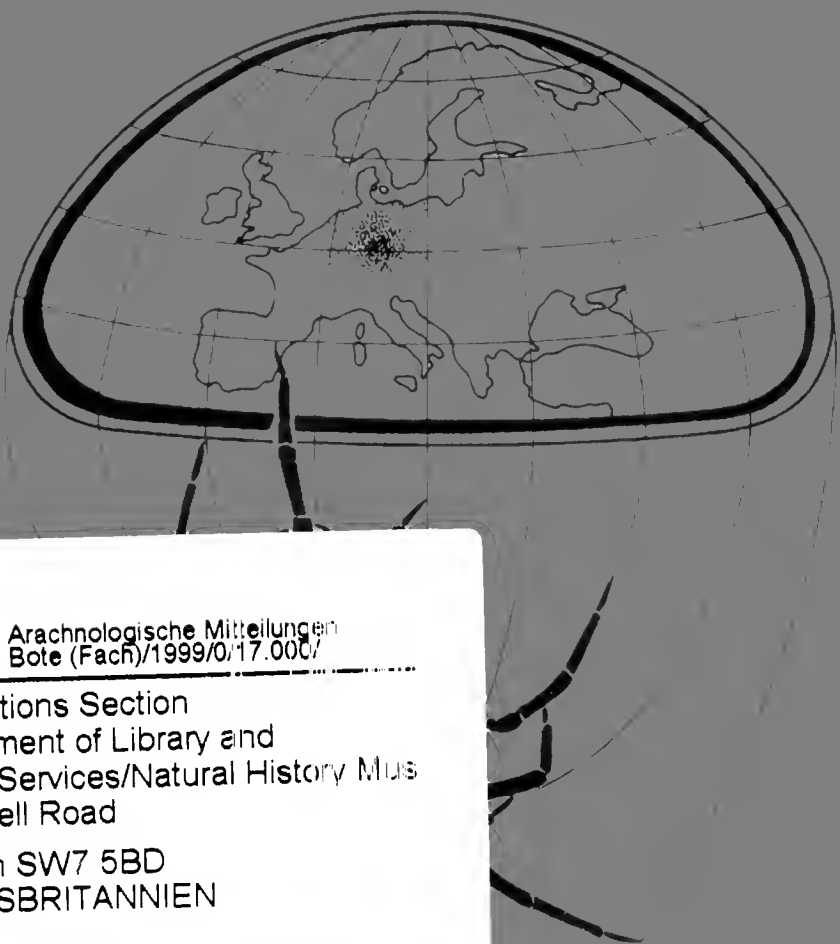 Arachnologische Mitteilungen
Bote (Fach)/1999/0/17.000/
tions Section
ment of Library and
Services/Natural History Mus
ell Road
n SW7 5BD
SBRITANNIEN